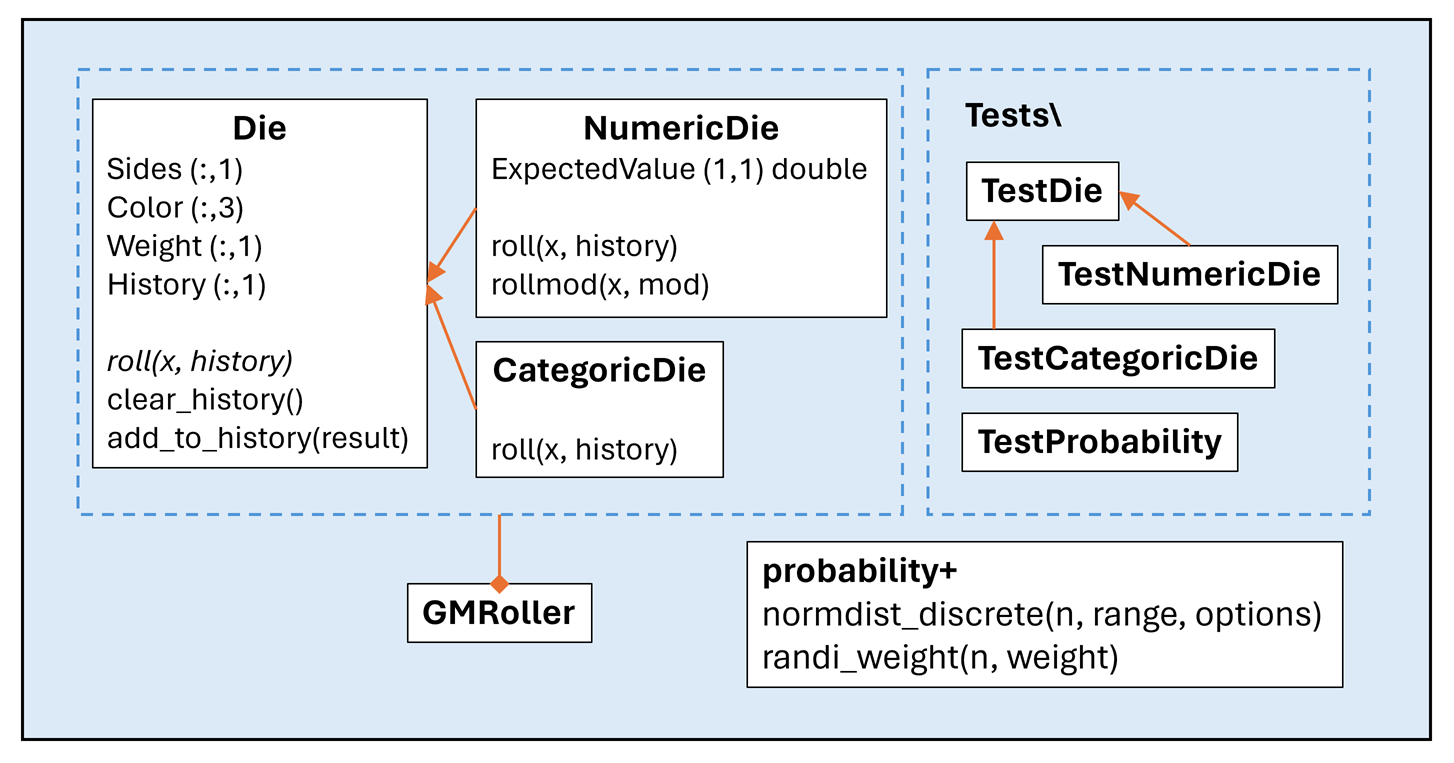 Die
Sides (:,1)
Color (:,3)
Weight (:,1)
History (:,1)
roll(x, history)
clear_history()
add_to_history(result)
NumericDie
ExpectedValue (1,1) double
roll(x, history)
rollmod(x, mod)
CategoricDie
roll(x, history)
Tests\
TestDie
TestNumericDie
TestCategoricDie
TestProbability
GMRoller
probability+
normdist_discrete(n, range, options)
randi_weight(n, weight)